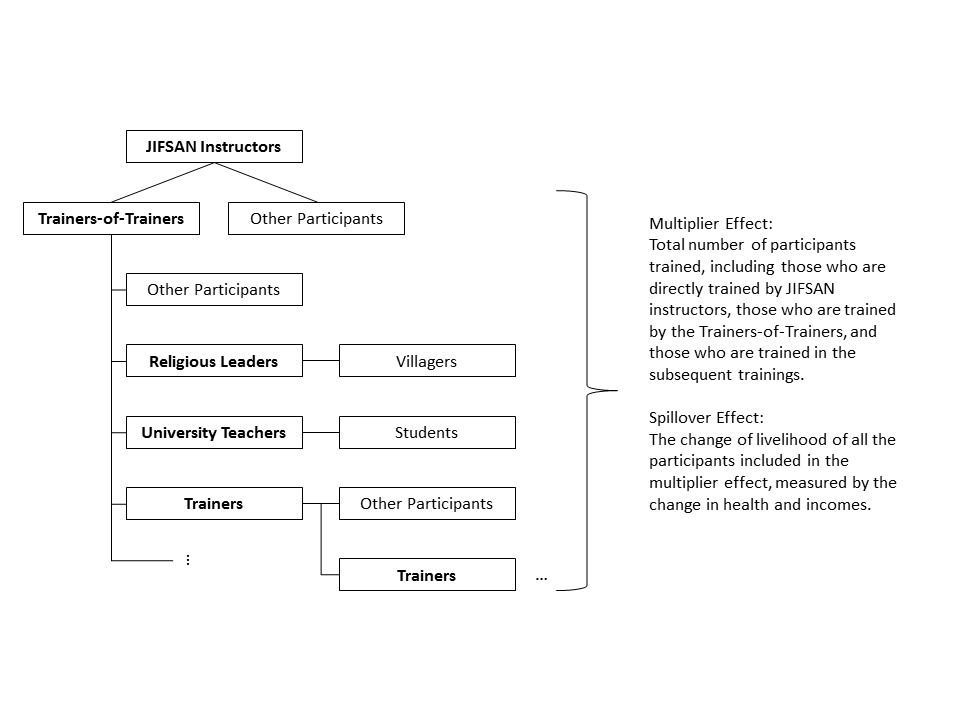 JIFSAN Instructors
Trainers-of-Trainers
Other Participants
Other Participants
Religious Leaders
Villagers
University Teachers
Students
Trainers
Other Participants
⋮
Trainers
...
Multiplier Effect:
Total number of participants
trained, including those who are
directly trained by JIFSAN
instructors, those who are trained
by the Trainers-of-Trainers, and
those who are trained in the
subsequent trainings.
Spillover Effect:
The change of livelihood of all the
participants included in the
multiplier effect, measured by the
change in health and incomes.